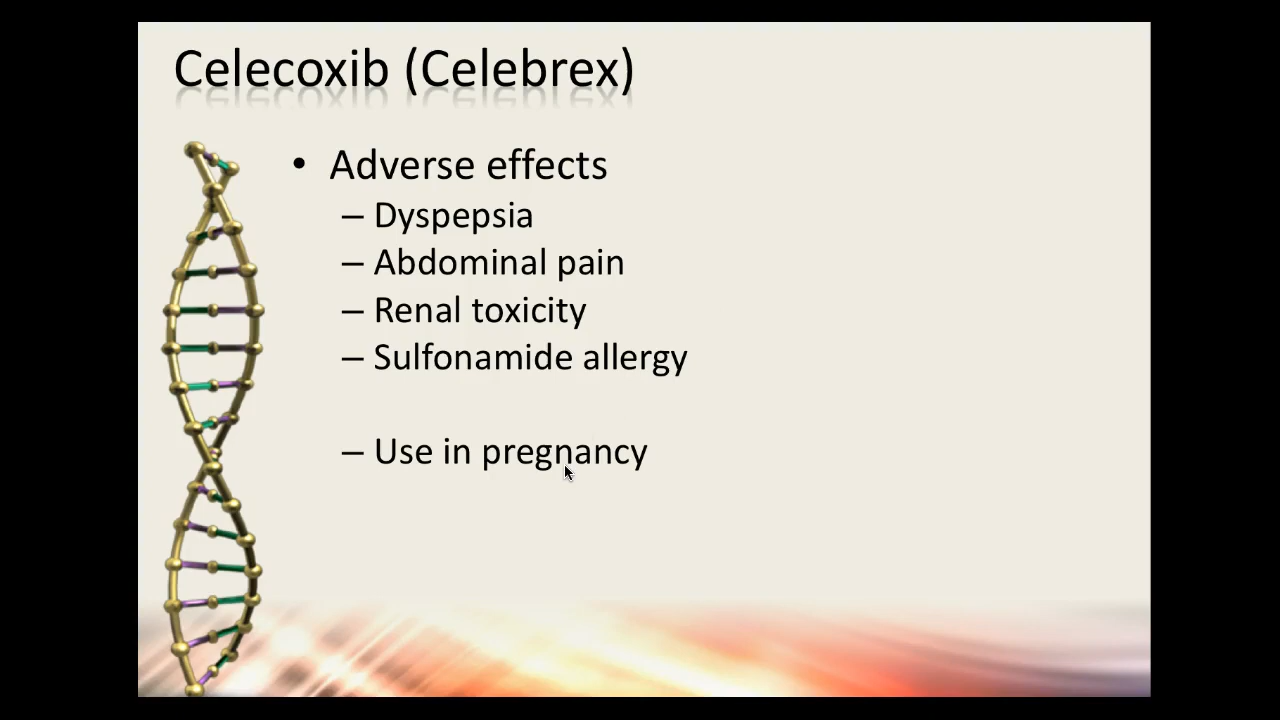 Celecoxib (Celebrex)
• Adverse effects
– Dyspepsia
– Abdominal pain
– Renal toxicity
– Sulfonamide allergy
– Use in pregnancy